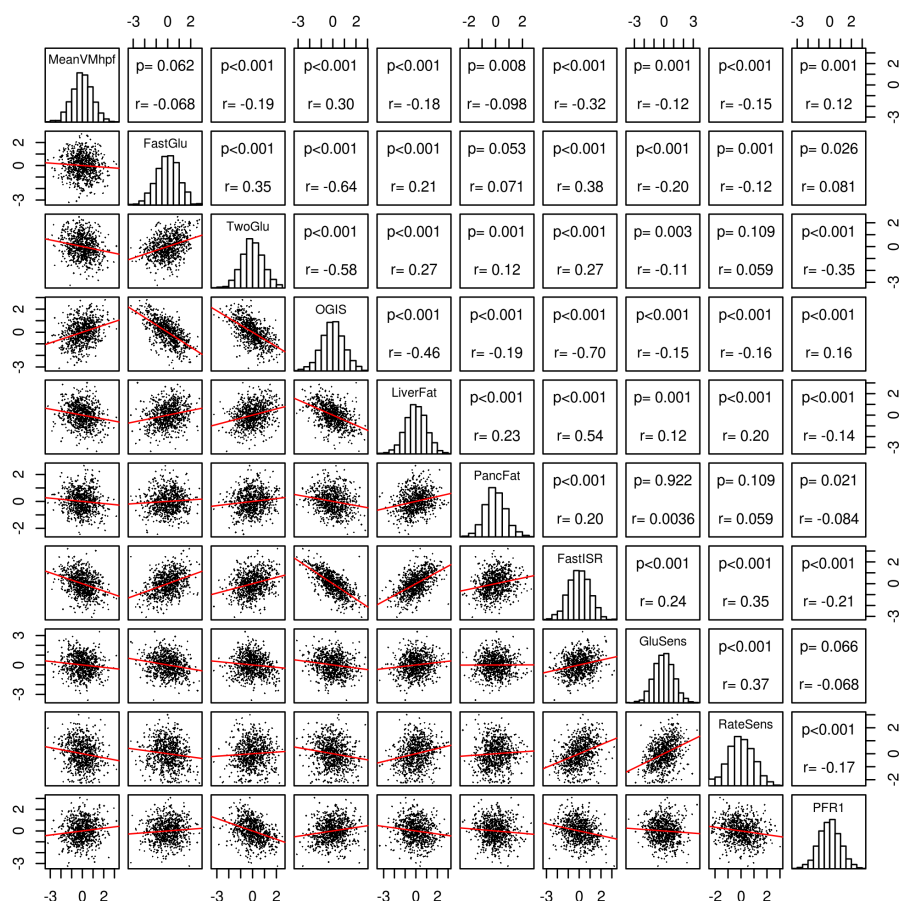 -3 0 2 -3 0 2 -2 0 2 -3 0 3 -3 0 2
MeanVMhpf p= 0.062 p<0.001 p<0.001 p<0.001 p= 0.008 p<0.001 p= 0.001 p<0.001 p= 0.001
r= -0.068 r= -0.19 r= 0.30 r= -0.18 r= -0.098 r= -0.32 r= -0.12 r= -0.15 r= 0.12
-3 0 2
FastGlu p<0.001 p<0.001 p<0.001 p= 0.053 p<0.001 p<0.001 p= 0.001 p= 0.026
r= 0.35 r= -0.64 r= 0.21 r= 0.071 r= 0.38 r= -0.20 r= -0.12 r= 0.081
-3 0 2
TwoGlu p<0.001 p<0.001 p= 0.001 p<0.001 p= 0.003 p= 0.109 p<0.001
r= -0.58 r= 0.27 r= 0.12 r= 0.27 r= -0.11 r= 0.059 r= -0.35
-3 0 2
OGIS p<0.001 p<0.001 p<0.001 p<0.001 p<0.001 p<0.001
r= -0.46 r= -0.19 r= -0.70 r= -0.15 r= -0.16 r= 0.16
-3 0 2
LiverFat p<0.001 p<0.001 p= 0.001 p<0.001 p<0.001
r= 0.23 r= 0.54 r= 0.12 r= 0.20 r= -0.14
-3 0 2
PancFat p<0.001 p= 0.922 p= 0.109 p= 0.021
r= 0.20 r= 0.0036 r= 0.059 r= -0.084
-2 0 2
FastISR p<0.001 p<0.001 p<0.001
r= 0.24 r= 0.35 r= -0.21
-3 0 2
GluSens p<0.001 p= 0.066
r= 0.37 r= -0.068
-3 0 3
RateSens p<0.001
r= -0.17
-2 0 2
PFR1
-3 0 2
-3 0 2 -3 0 2 -3 0 2 -3 0 2 -2 0 2